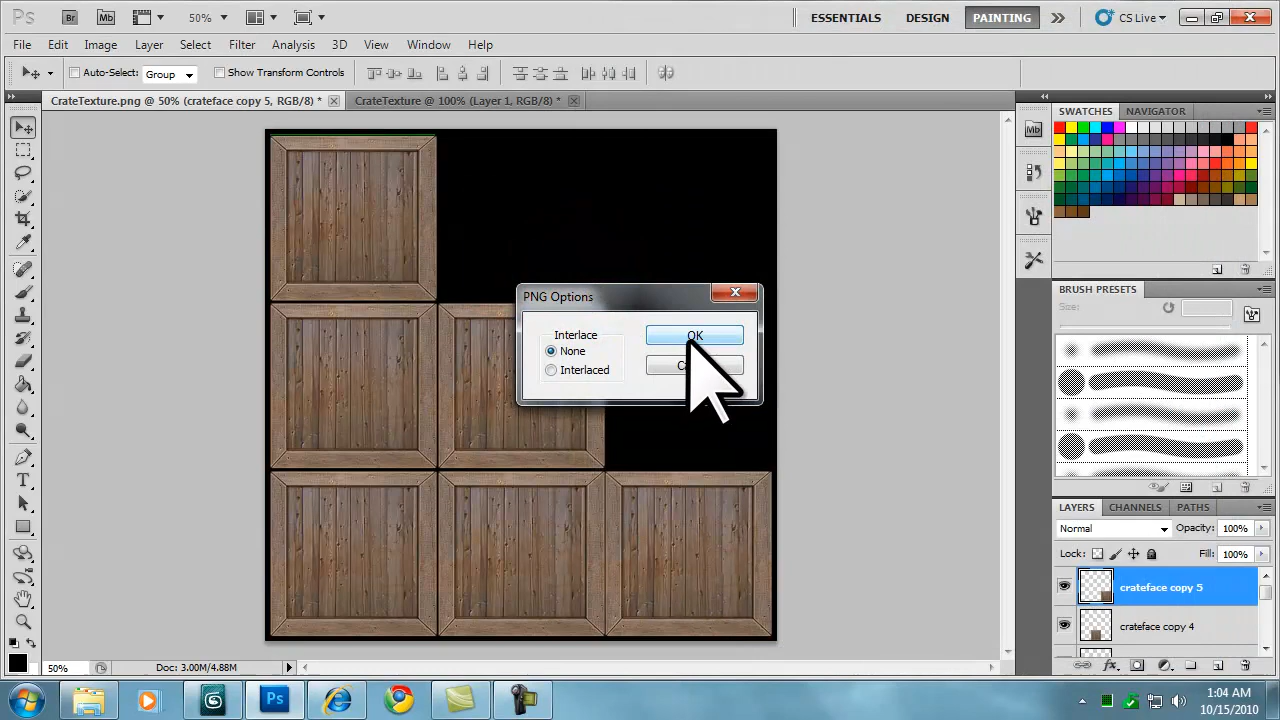 Ps Br Mb 50% ESSENTIALS DESIGN PAINTING CS Live
File Edit Image Layer Select Filter Analysis 3D View Window Help
Auto-Select: Group Show Transform Controls
CrateTexture.png @ 50% (crateface copy 5, RGB/8) * CrateTexture @ 100% (Layer 1, RGB/8) *
SWATCHES NAVIGATOR
Mb
BRUSH PRESETS
Size:
PNG Options
Interlace
None
Interlaced
OK
LAYERS CHANNELS PATHS
Normal Opacity: 100%
Lock: Fill: 100%
crateface copy 5
crateface copy 4
50% Doc: 3.00M/4.88M
Ps
1:04 AM
10/15/2010